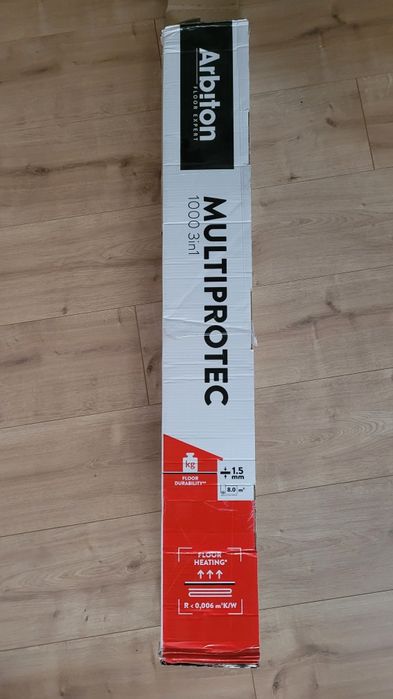 Arbiton
FLOOR EXPERT
MULTIPROTEC
1000 3in1
kg
FLOOR
DURABILITY**
1.5
mm
8.0 m²
FLOOR
HEATING*
R < 0,006 m²K/W